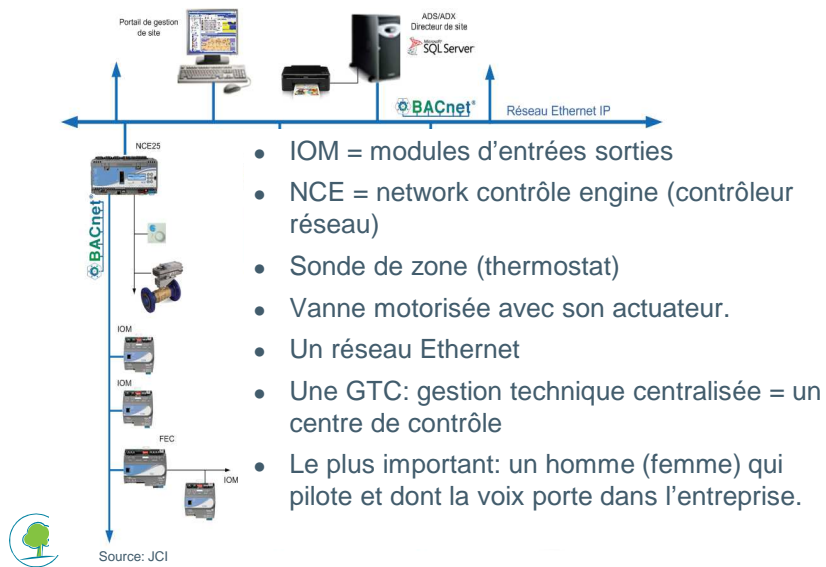 Portail de gestion
de site
ADS/ADX
Directeur de site
Microsoft
SQL Server
BACnet
Réseau Ethernet IP
NCE25
BACnet
IOM
IOM
FEC
IOM
• IOM = modules d’entrées sorties
• NCE = network contrôle engine (contrôleur
réseau)
• Sonde de zone (thermostat)
• Vanne motorisée avec son actuateur.
• Un réseau Ethernet
• Une GTC: gestion technique centralisée = un
centre de contrôle
• Le plus important: un homme (femme) qui
pilote et dont la voix porte dans l’entreprise.
Source: JCI